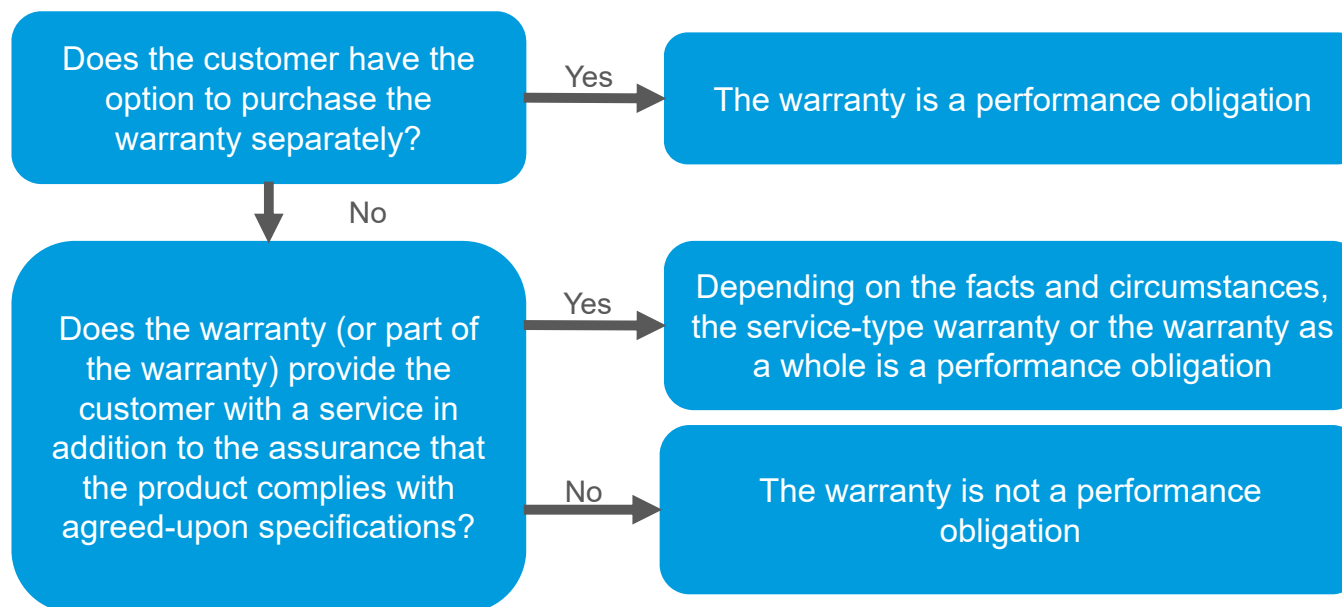 Does the customer have the
option to purchase the
warranty separately?
Yes
The warranty is a performance obligation
No
Does the warranty (or part of
the warranty) provide the
customer with a service in
addition to the assurance that
the product complies with
agreed-upon specifications?
Yes
Depending on the facts and circumstances,
the service-type warranty or the warranty as
a whole is a performance obligation
No
The warranty is not a performance
obligation